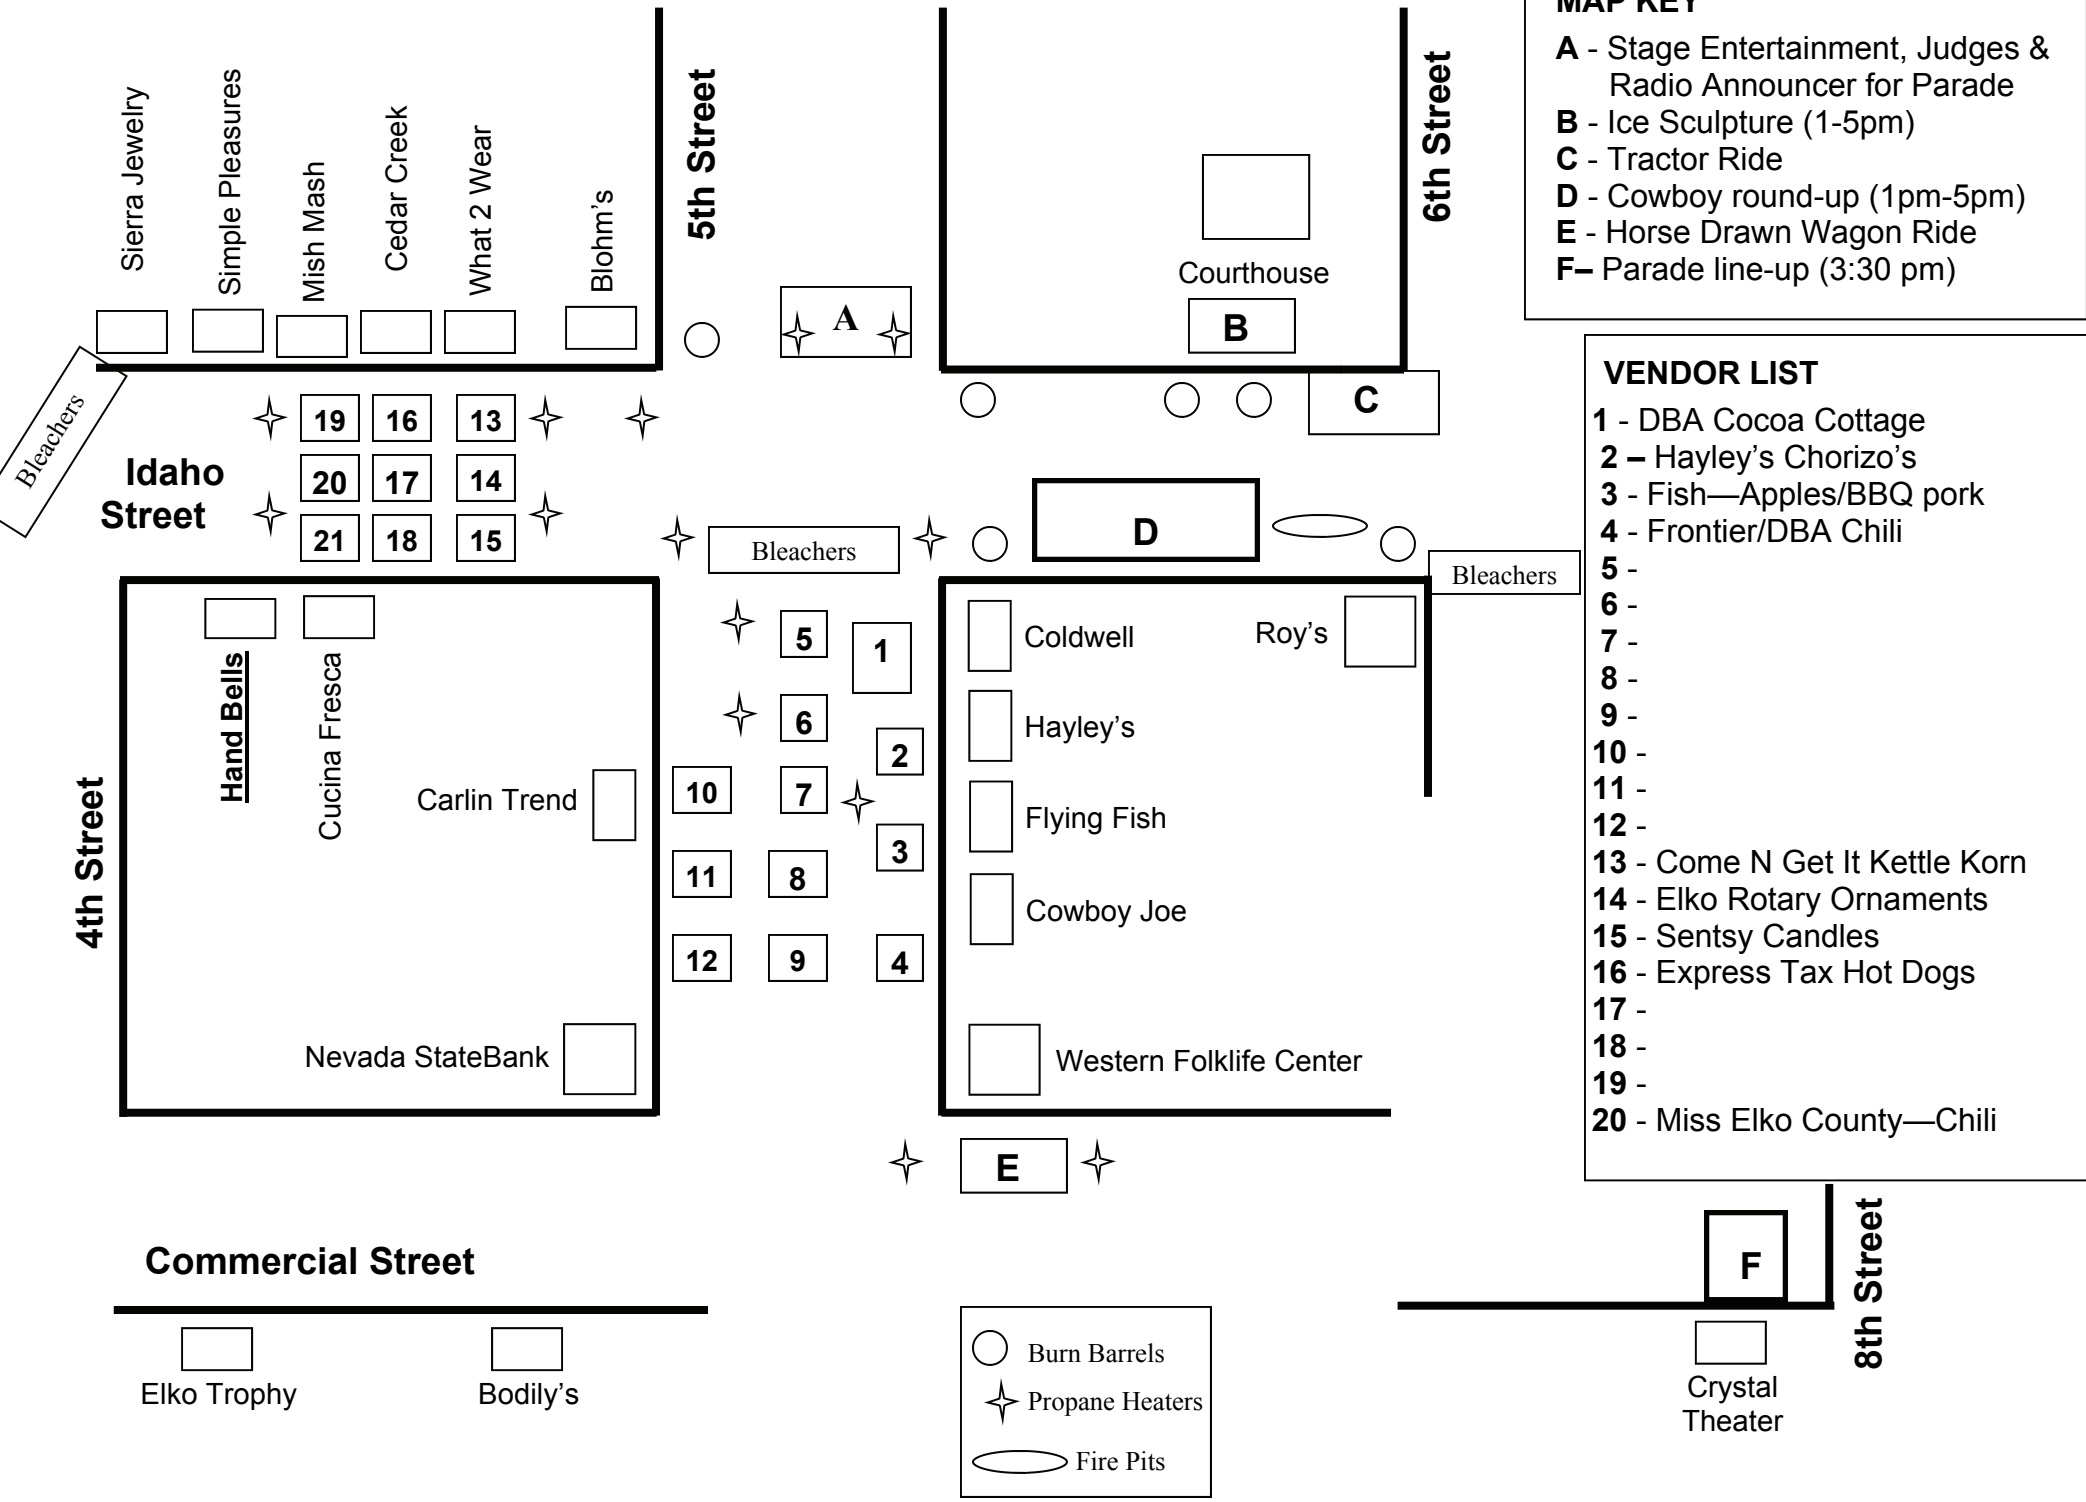 MAP KEY
A - Stage Entertainment, Judges &
Radio Announcer for Parade
B - Ice Sculpture (1-5pm)
C - Tractor Ride
D - Cowboy round-up (1pm-5pm)
E - Horse Drawn Wagon Ride
F– Parade line-up (3:30 pm)
Sierra Jewelry
Simple Pleasures
Mish Mash
Cedar Creek
What 2 Wear
Blohm's
5th Street
6th Street
Courthouse
A
B
C
Bleachers
19
16
13
Idaho
Street
20
17
14
21
18
15
Bleachers
D
Bleachers
VENDOR LIST
1 - DBA Cocoa Cottage
2 – Hayley's Chorizo's
3 - Fish—Apples/BBQ pork
4 - Frontier/DBA Chili
5 -
6 -
7 -
8 -
9 -
10 -
11 -
12 -
13 - Come N Get It Kettle Korn
14 - Elko Rotary Ornaments
15 - Sentsy Candles
16 - Express Tax Hot Dogs
17 -
18 -
19 -
20 - Miss Elko County—Chili
Hand Bells
Cucina Fresca
4th Street
Carlin Trend
Nevada StateBank
5
1
6
2
10
7
3
11
8
12
9
4
Coldwell
Roy's
Hayley's
Flying Fish
Cowboy Joe
Western Folklife Center
E
Commercial Street
Elko Trophy
Bodily's
Burn Barrels
Propane Heaters
Fire Pits
F
8th Street
Crystal
Theater